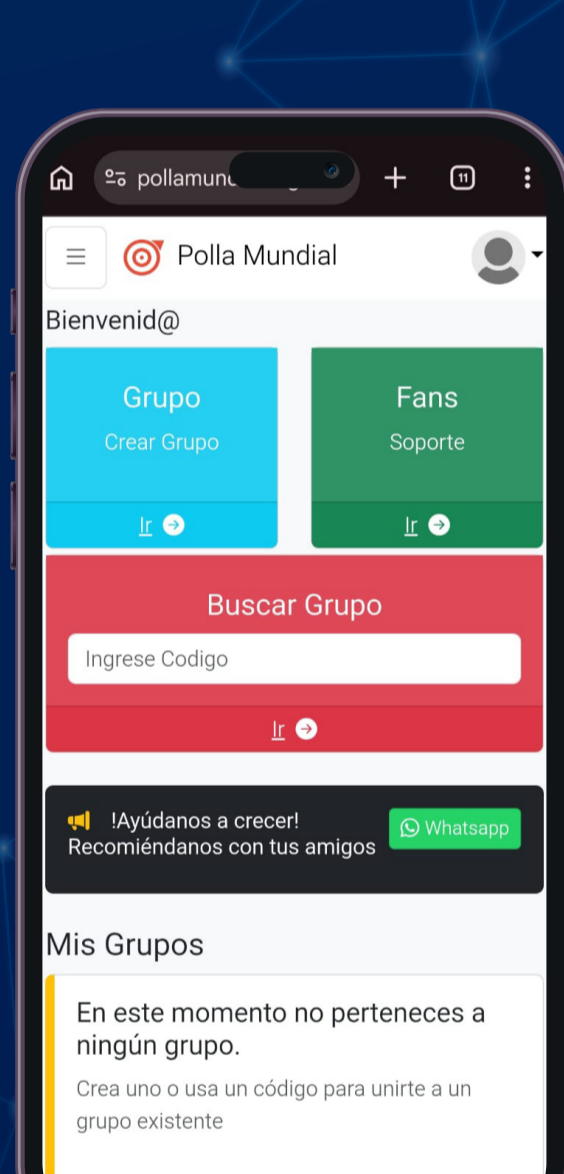 11
Polla Mundial
Bienvenid@
Grupo
Crear Grupo
Ir
Fans
Soporte
Ir
Buscar Grupo
Ingrese Codigo
Ir
!Ayúdanos a crecer!
Recomiéndanos con tus amigos
Whatsapp
Mis Grupos
En este momento no perteneces a
ningún grupo.
Crea uno o usa un código para unirte a un
grupo existente